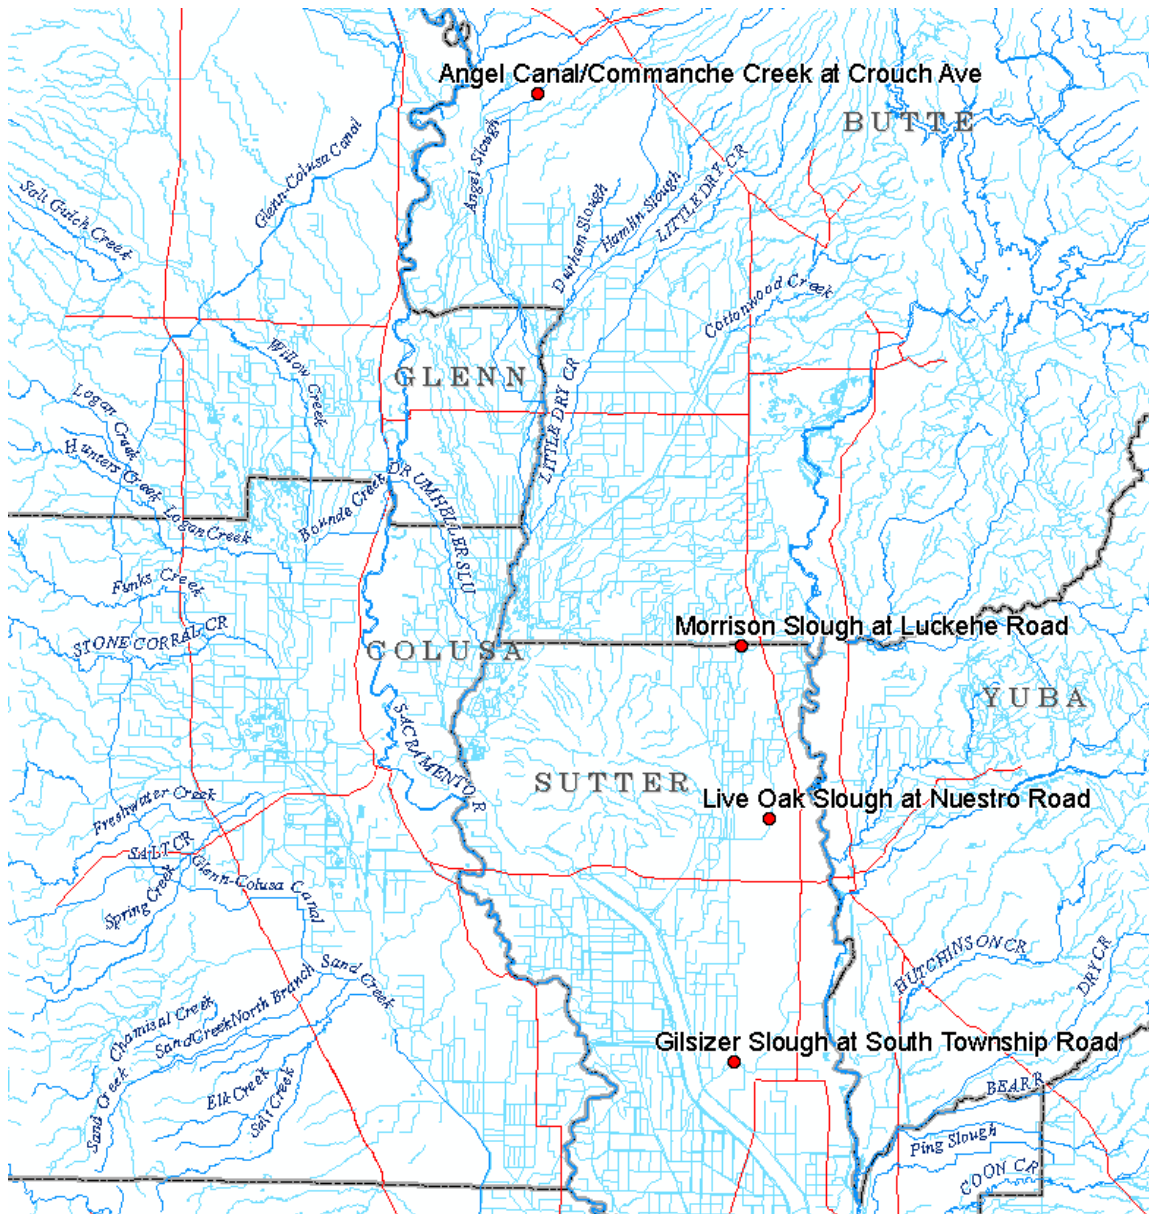 Angel Canal/Commanche Creek at Crouch Ave
BUTTE
Glenn-Colusa Canal
Angel Slough
Salt Gulch Creek
Durham Slough
Hamlin Slough
LITTLE DRY CR
Cottonwood Creek
Willow Creek
GLENN
LITTLE DRY CR
Logan Creek
Hunters Creek
Logan Creek
Bounde Creek
DRUMHELLER SLU
Funks Creek
STONE CORRAL CR
COLUSA
Morrison Slough at Luckehe Road
YUBA
SACRAMENTO R
SUTTER
Live Oak Slough at Nuestro Road
Freshwater Creek
SALT CR
Glenn-Colusa Canal
Spring Creek
HUTCHINSON CR
DRY CR
Sand Creek
Sand Creek North Branch
Chamisal Creek
Gilsizer Slough at South Township Road
Sand Creek
Elk Creek
Salt Creek
BEAR R
Ping Slough
COON CR